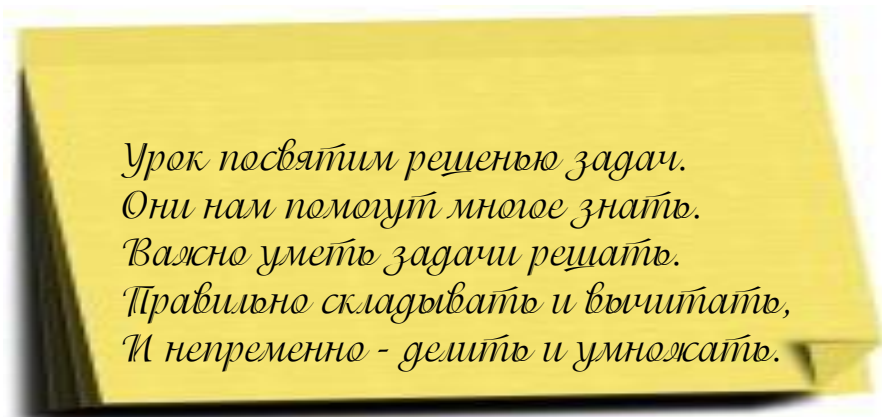 Урок посвятим решенью задач.
Они нам помогут многое знать.
Важно уметь задачи решать.
Правильно складывать и вычитать,
И непременно - делить и умножать.